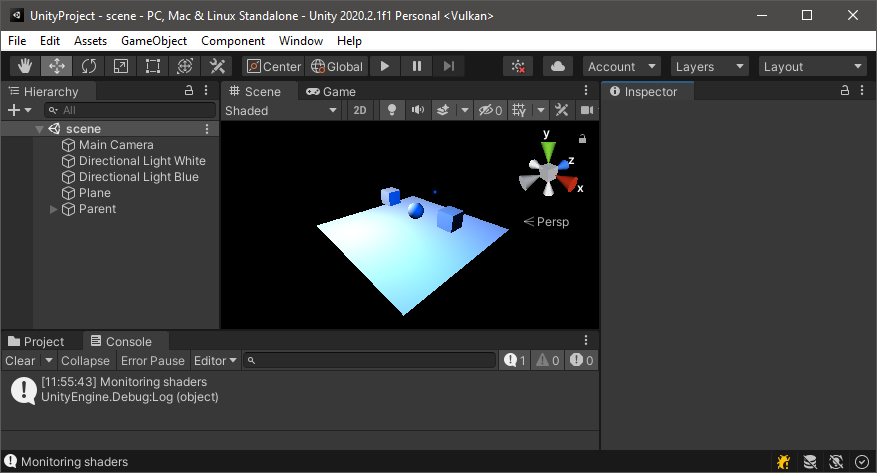 UnityProject - scene - PC, Mac & Linux Standalone - Unity 2020.2.1f1 Personal <Vulkan>
File Edit Assets GameObject Component Window Help
Center Global Account Layers Layout
Hierarchy
All
scene
Main Camera
Directional Light White
Directional Light Blue
Plane
Parent
Scene Game
Shaded 2D 0
y
z
x
Persp
Inspector
Project Console
Clear Collapse Error Pause Editor 1 0 0
[11:55:43] Monitoring shaders
UnityEngine.Debug:Log (object)
Monitoring shaders